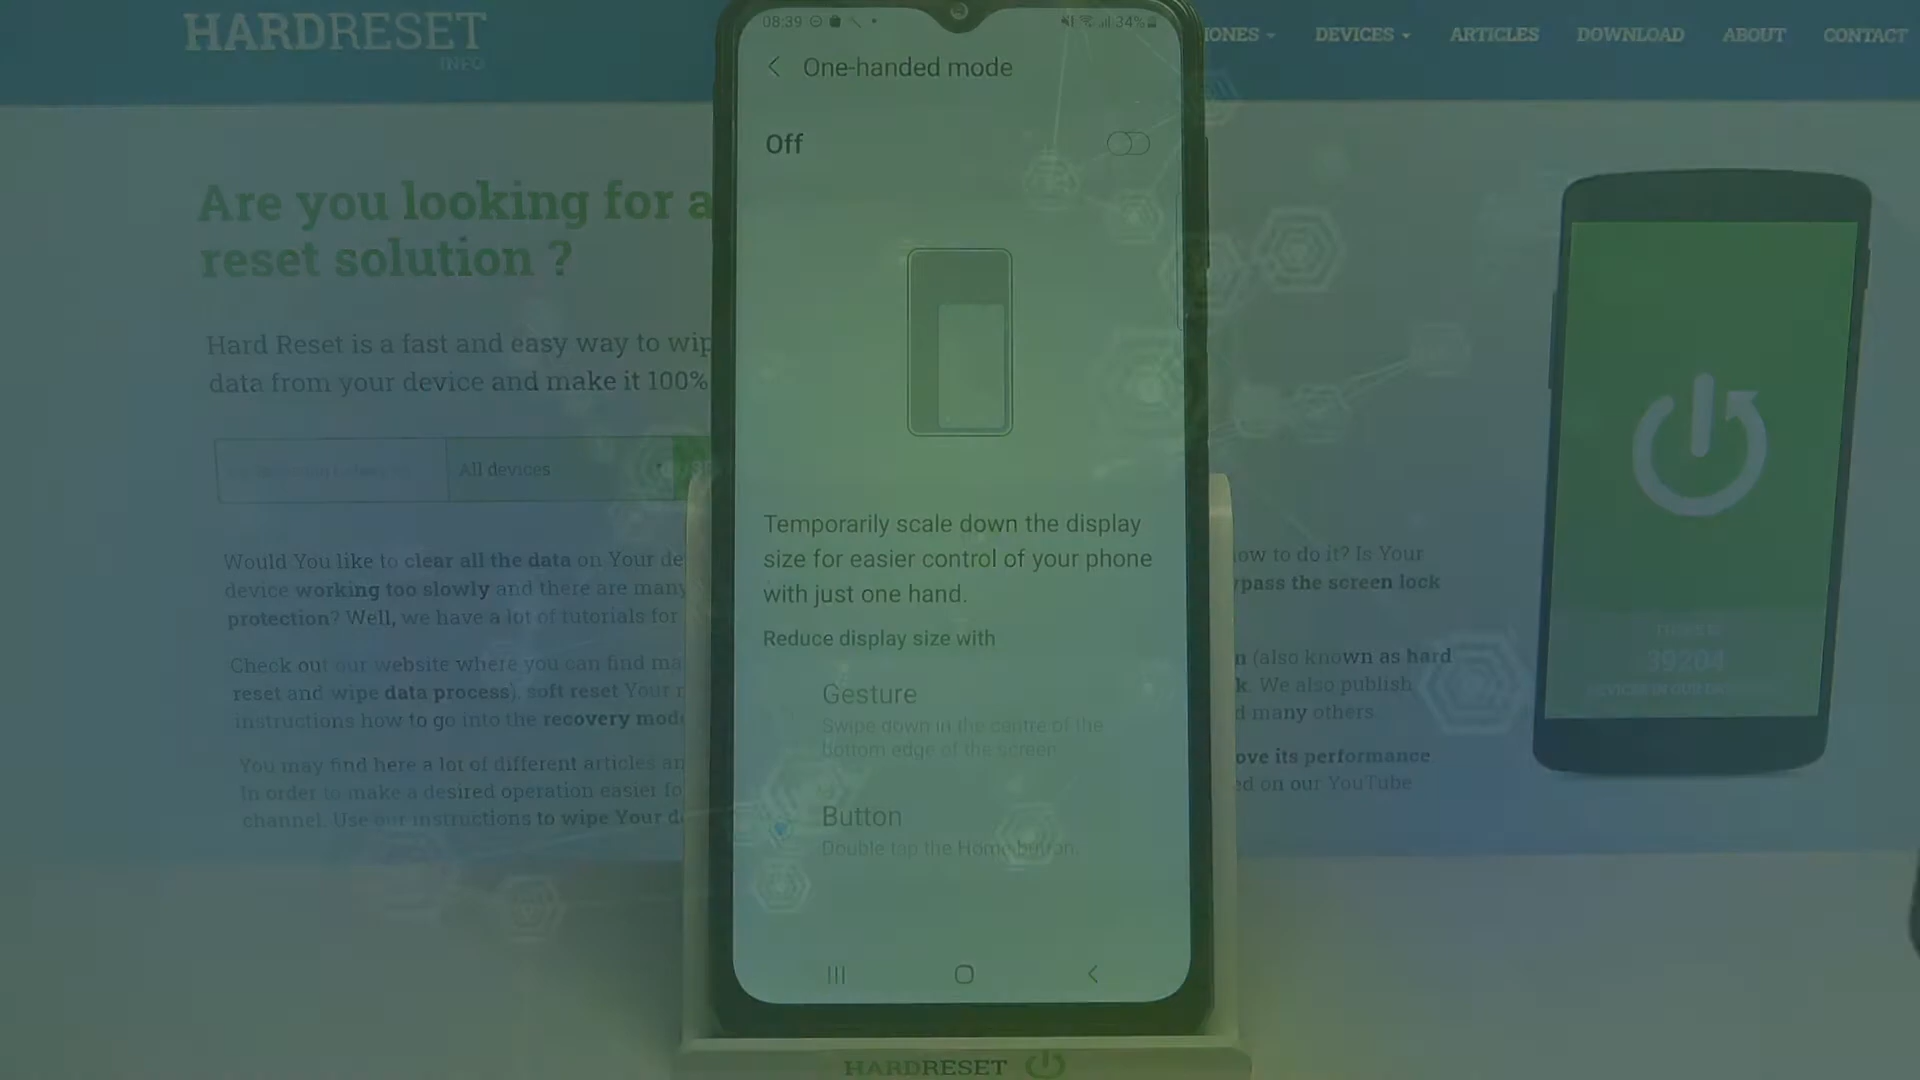 HARDRESET
INFO
IONES
DEVICES
ARTICLES
DOWNLOAD
ABOUT
CONTACT
08:39
34%
One-handed mode
Off
Are you looking for a
reset solution ?
Hard Reset is a fast and easy way to wip
data from your device and make it 100%
All devices
Temporarily scale down the display
size for easier control of your phone
with just one hand.
Reduce display size with
Gesture
Swipe down in the centre of the
bottom edge of the screen.
Button
Double tap the Home button.
Would You like to clear all the data on Your de
device working too slowly and there are many
protection? Well, we have a lot of tutorials for
Check out our website where you can find ma
reset and wipe data process), soft reset Your
instructions how to go into the recovery mod
You may find here a lot of different articles an
In order to make a desired operation easier fo
channel. Use our instructions to wipe Your d
ow to do it? Is Your
ypass the screen lock
n (also known as hard
k. We also publish
d many others
ove its performance
ed on our YouTube
39204
HARDRESET